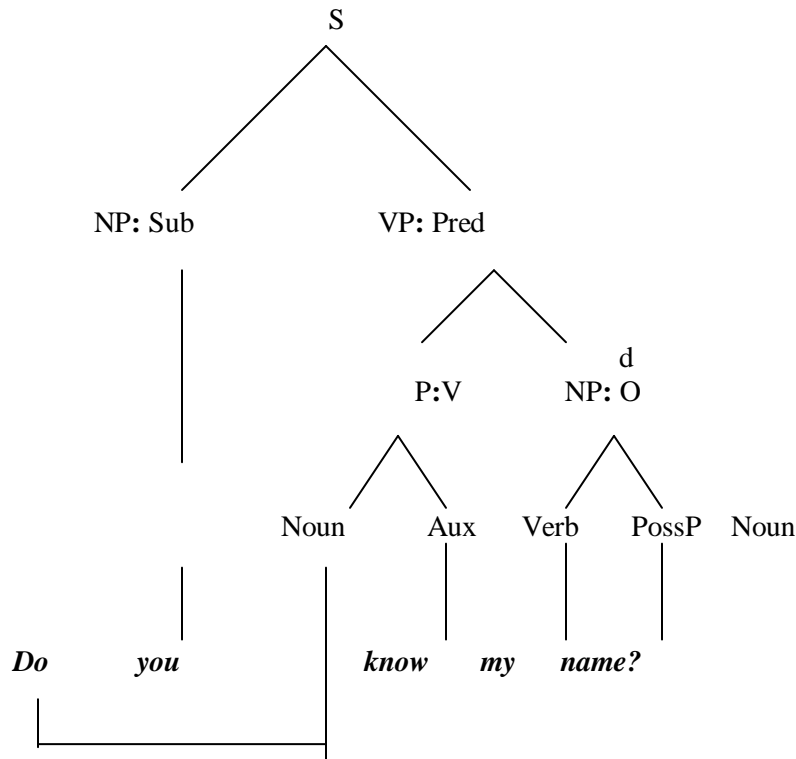 S
NP: Sub VP: Pred
d
P:V NP: O
Noun Aux Verb PossP Noun
Do you know my name?